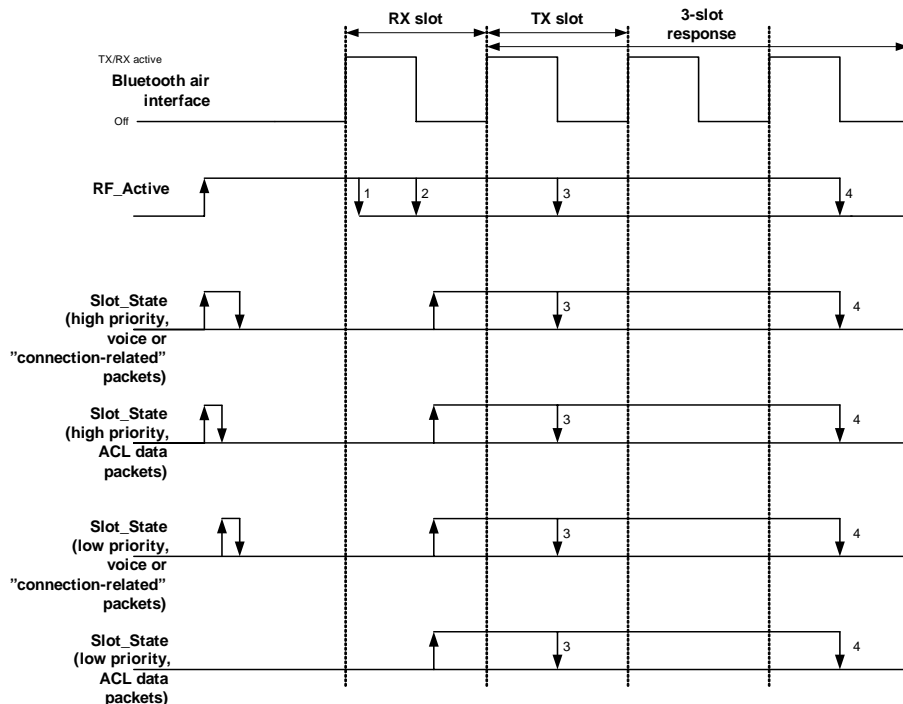 RX slot
TX slot
3-slot
response
TX/RX active
Bluetooth air
interface
Off
RF_Active
1
2
3
4
Slot_State
(high priority,
voice or
”connection-related”
packets)
3
4
Slot_State
(high priority,
ACL data
packets)
3
4
Slot_State
(low priority,
voice or
”connection-related”
packets)
3
4
Slot_State
(low priority,
ACL data
packets)
3
4